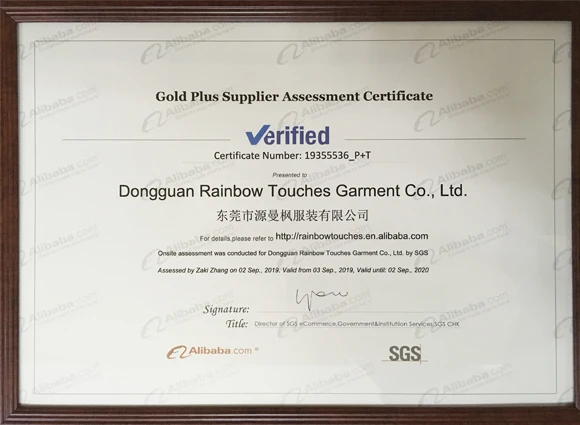 Gold Plus Supplier Assessment Certificate
Verified
Certificate Number: 19355536_P+T
Presented to
Dongguan Rainbow Touches Garment Co., Ltd.
东莞市源曼枫服装有限公司
For details,please refer to http://rainbowtouches.en.alibaba.com
Onsite assessment was conducted for Dongguan Rainbow Touches Garment Co., Ltd. by SGS
Assessed by Zaki Zhang on 02 Sep., 2019. Valid from 03 Sep., 2019, Valid until: 02 Sep., 2020
Signature:
Title: Director of SGS eCommerce,Government&Institution Services,SGS CHK
Alibaba.com®
SGS